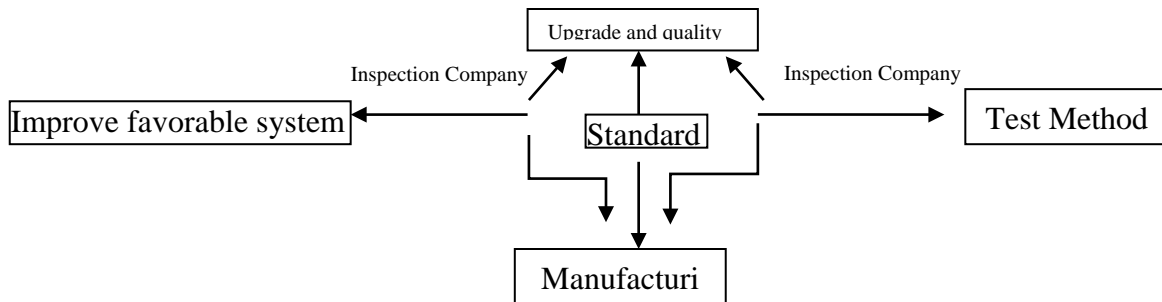 Upgrade and quality
Inspection Company
Inspection Company
Improve favorable system
Standard
Test Method
Manufacturi